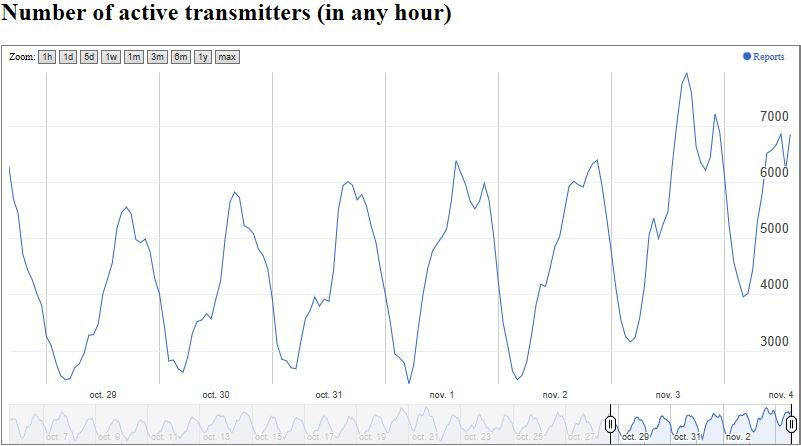 Number of active transmitters (in any hour)
Zoom: 1h 1d 5d 1w 1m 3m 6m 1y max
Reports
7000
6000
5000
4000
3000
oct. 29 oct. 30 oct. 31 nov. 1 nov. 2 nov. 3 nov. 4
oct. 7 oct. 9 oct. 11 oct. 13 oct. 15 oct. 17 oct. 19 oct. 21 oct. 23 oct. 25 oct. 27 oct. 29 oct. 31 nov. 2